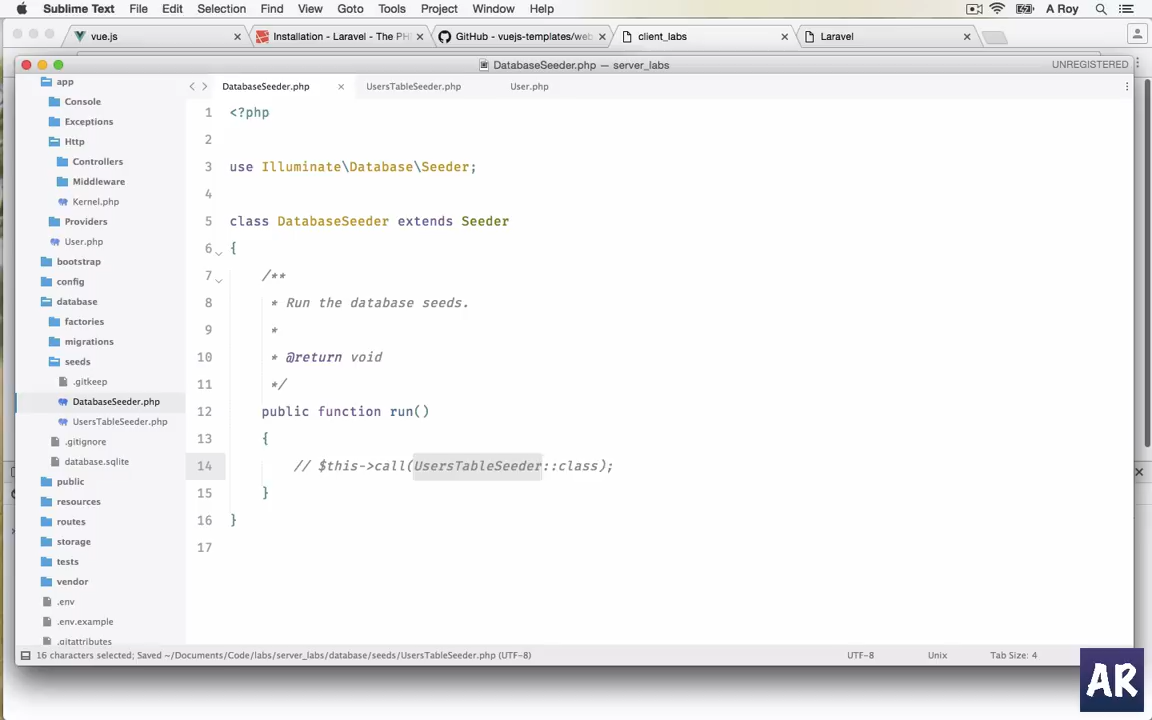 Sublime Text File Edit Selection Find View Goto Tools Project Window Help A Roy
vue.js × Installation - Laravel - The PH × GitHub - vuejs-templates/web × client_labs × Laravel ×
DatabaseSeeder.php — server_labs UNREGISTERED
DatabaseSeeder.php × UsersTableSeeder.php User.php
app
Console
Exceptions
Http
Controllers
Middleware
Kernel.php
Providers
User.php
bootstrap
config
database
factories
migrations
seeds
.gitkeep
DatabaseSeeder.php
UsersTableSeeder.php
.gitignore
database.sqlite
public
resources
routes
storage
tests
vendor
.env
.env.example
.gitattributes
1 <?php
2
3 use Illuminate\Database\Seeder;
4
5 class DatabaseSeeder extends Seeder
6 {
7 /**
8 * Run the database seeds.
9 *
10 * @return void
11 */
12 public function run()
13 {
14 // $this->call(UsersTableSeeder::class);
15 }
16 }
17
16 characters selected; Saved ~/Documents/Code/labs/server_labs/database/seeds/UsersTableSeeder.php (UTF-8) UTF-8 Unix Tab Size: 4
AR